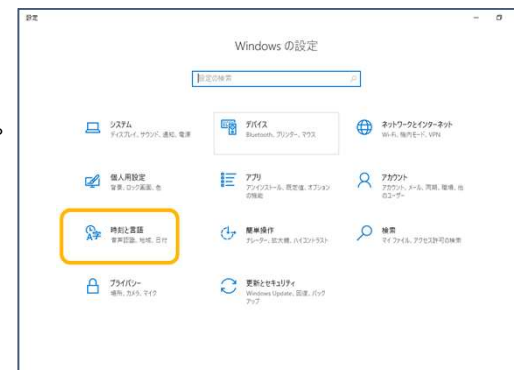 設定
Windows の設定
設定の検索
システム
ディスプレイ、サウンド、通知、電源
デバイス
Bluetooth、プリンター、マウス
ネットワークとインターネット
Wi-Fi、機内モード、VPN
個人用設定
背景、ロック画面、色
アプリ
アンインストール、既定値、オプション
の機能
アカウント
アカウント、メール、同期、職場、他
のユーザー
時刻と言語
音声認識、地域、日付
簡単操作
ナレーター、拡大鏡、ハイコントラスト
検索
マイ ファイル、アクセス許可の検索
プライバシー
場所、カメラ、マイク
更新とセキュリティ
Windows Update、回復、バック
アップ